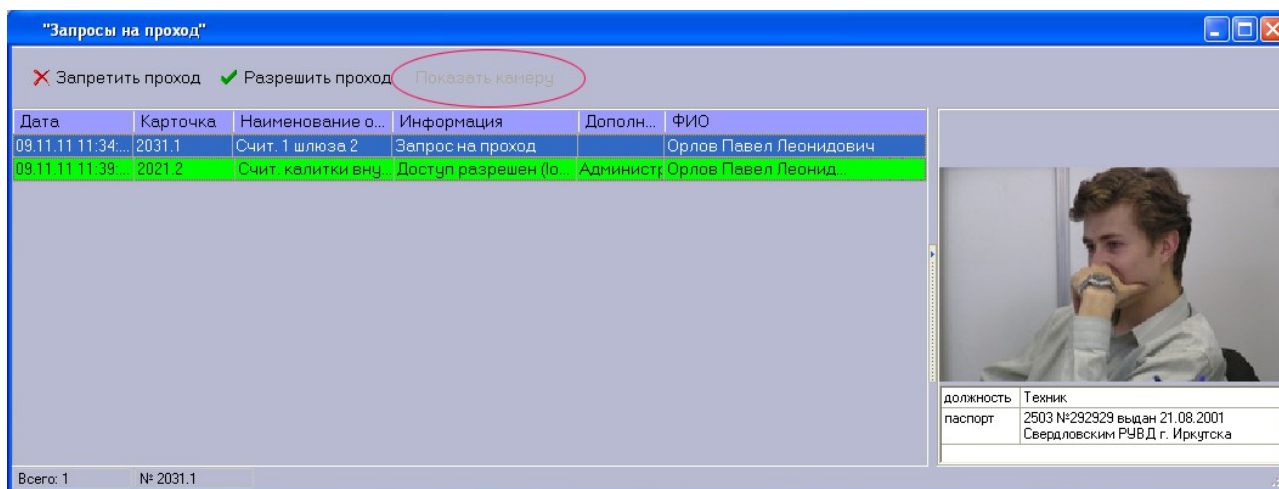 "Запросы на проход"
Запретить проход Разрешить проход Показать камеру
Дата Карточка Наименование о... Информация Дополн... ФИО
09.11.11 11:34:... 2031.1 Счит. 1 шлюза 2 Запрос на проход Орлов Павел Леонидович
09.11.11 11:39:... 2021.2 Счит. калитки вну... Доступ разрешен (lo... Администр Орлов Павел Леонид...
должность Техник
паспорт 2503 №292929 выдан 21.08.2001
Свердловским РУВД г. Иркутска
Всего: 1 № 2031.1